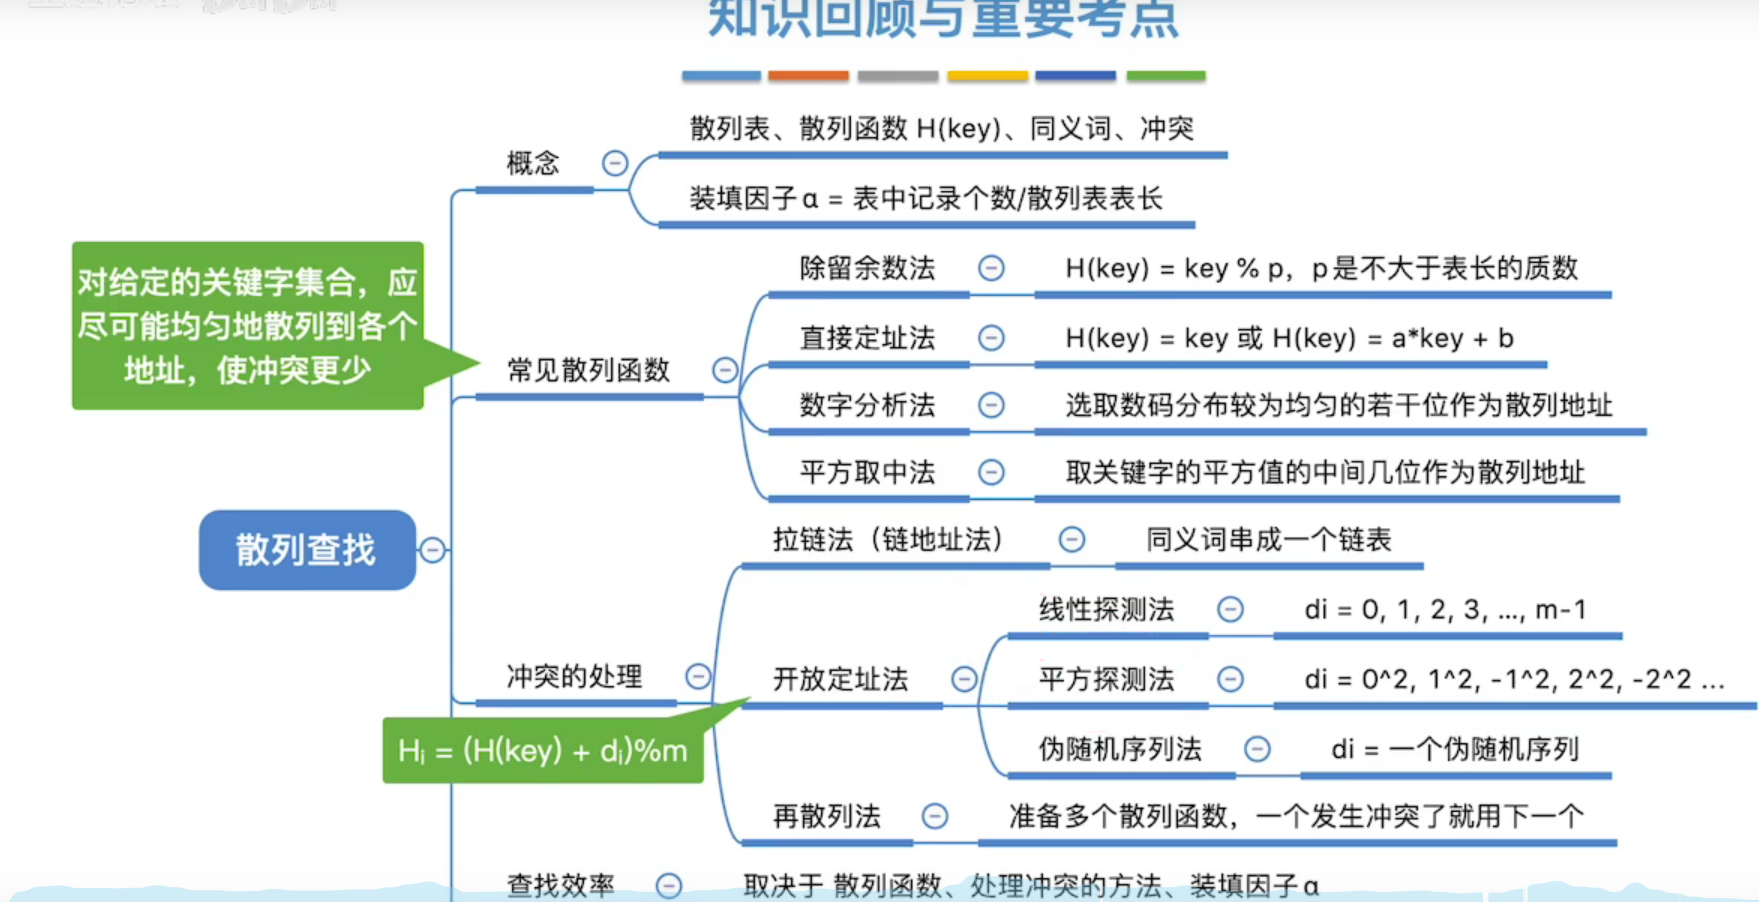 知识回顾与重要考点
散列表、散列函数 H(key)、同义词、冲突
概念
装填因子α = 表中记录个数/散列表表长
对给定的关键字集合，应
尽可能均匀地散列到各个
地址，使冲突更少
除留余数法
H(key) = key % p，p是不大于表长的质数
直接定址法
H(key) = key 或 H(key) = a*key + b
常见散列函数
数字分析法
选取数码分布较为均匀的若干位作为散列地址
平方取中法
取关键字的平方值的中间几位作为散列地址
散列查找
拉链法（链地址法）
同义词串成一个链表
线性探测法
di = 0, 1, 2, 3, ..., m-1
冲突的处理
开放定址法
平方探测法
di = 0^2, 1^2, -1^2, 2^2, -2^2 ...
Hi = (H(key) + di)%m
伪随机序列法
di = 一个伪随机序列
再散列法
准备多个散列函数，一个发生冲突了就用下一个
查找效率
取决于 散列函数、处理冲突的方法、装填因子α